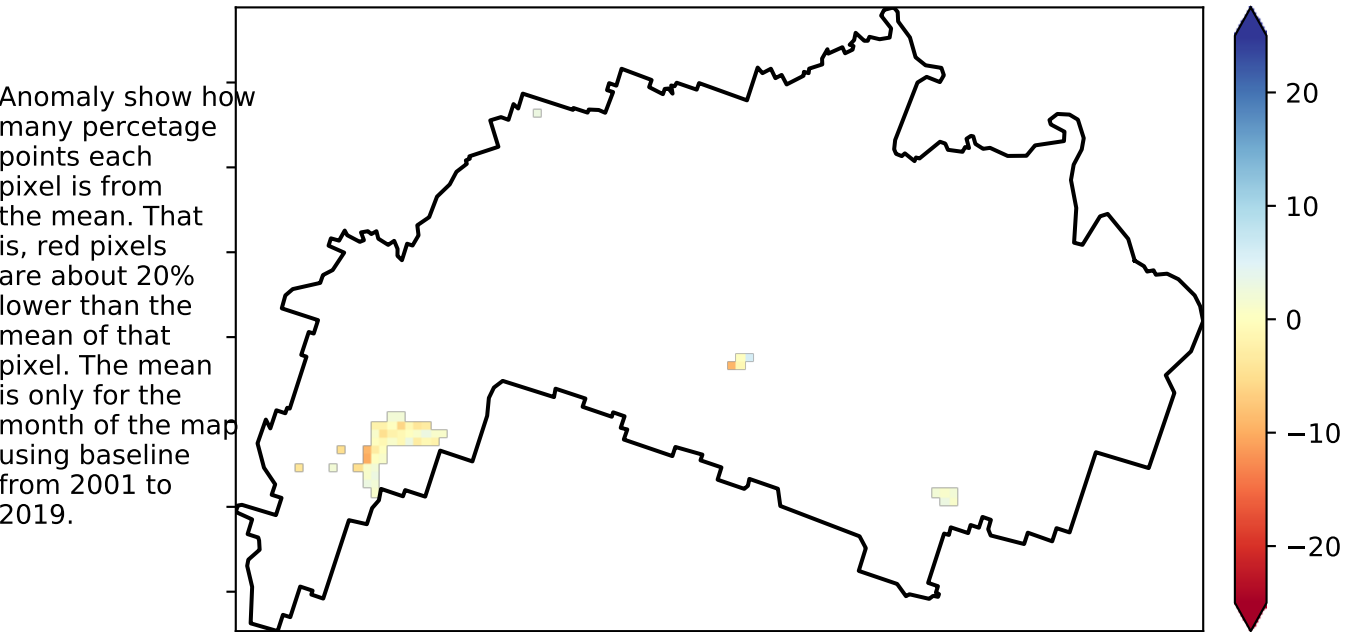 Anomaly show how
many percetage
points each
pixel is from
the mean. That
is, red pixels
are about 20%
lower than the
mean of that
pixel. The mean
is only for the
month of the map
using baseline
from 2001 to
2019.
20
10
0
−10
−20